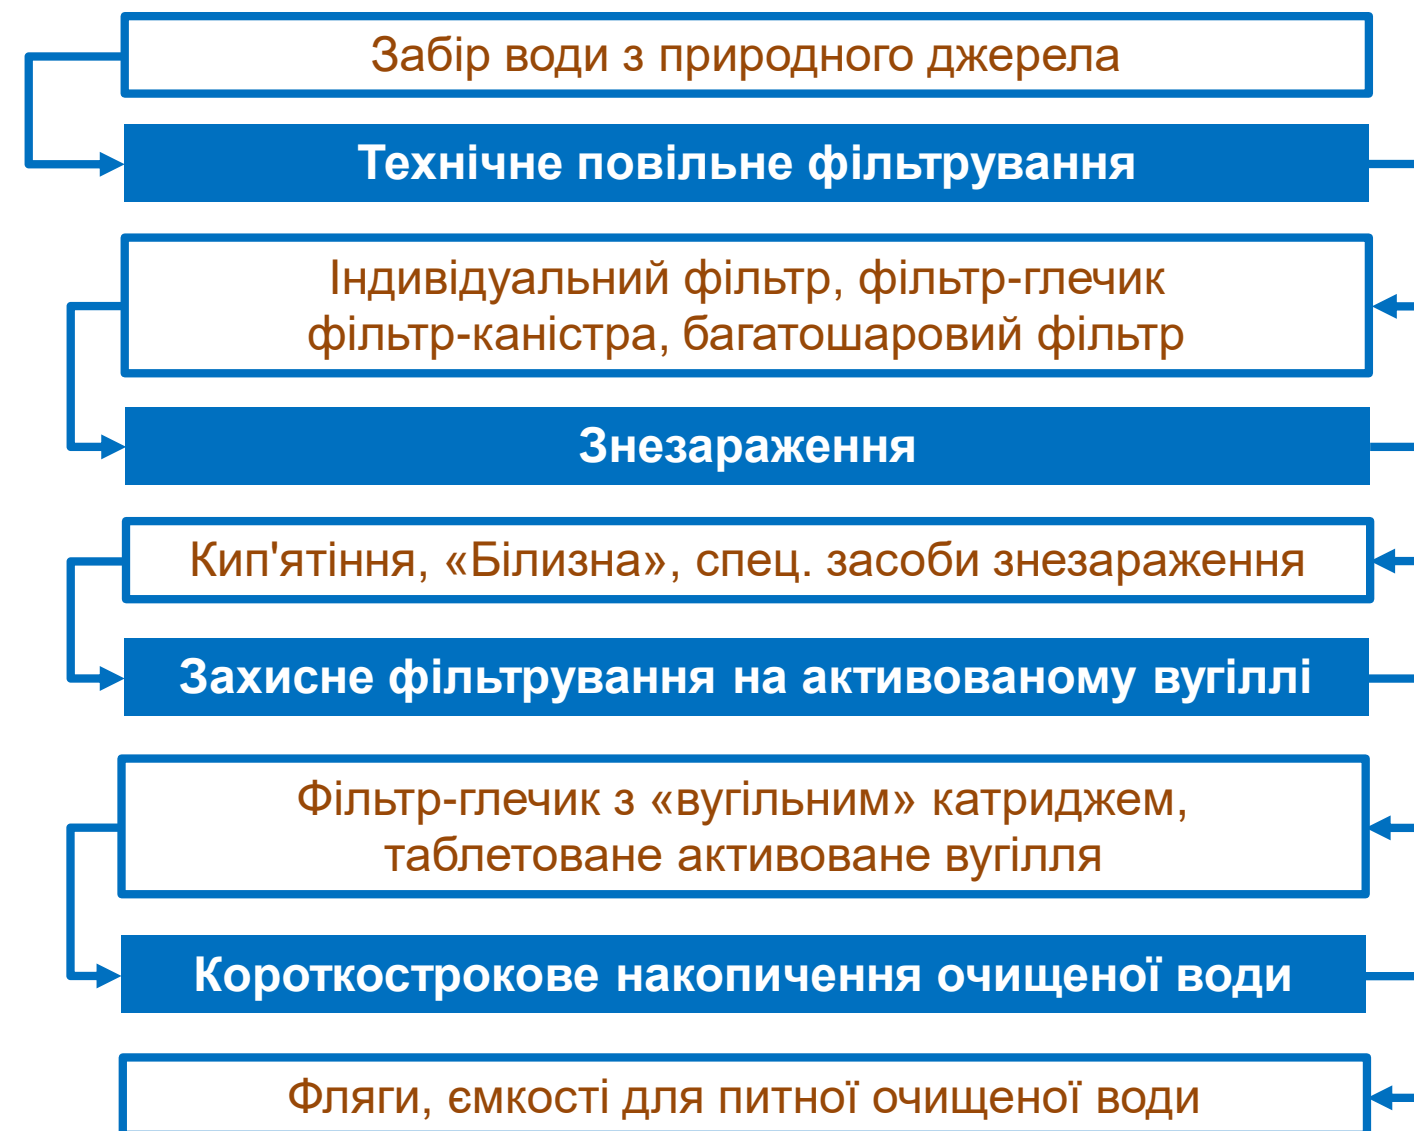 Забір води з природного джерела
Технічне повільне фільтрування
Індивідуальний фільтр, фільтр-глечик
фільтр-каністра, багатошаровий фільтр
Знезараження
Кип'ятіння, «Білизна», спец. засоби знезараження
Захисне фільтрування на активованому вугіллі
Фільтр-глечик з «вугільним» катриджем,
таблетоване активоване вугілля
Короткострокове накопичення очищеної води
Фляги, ємкості для питної очищеної води